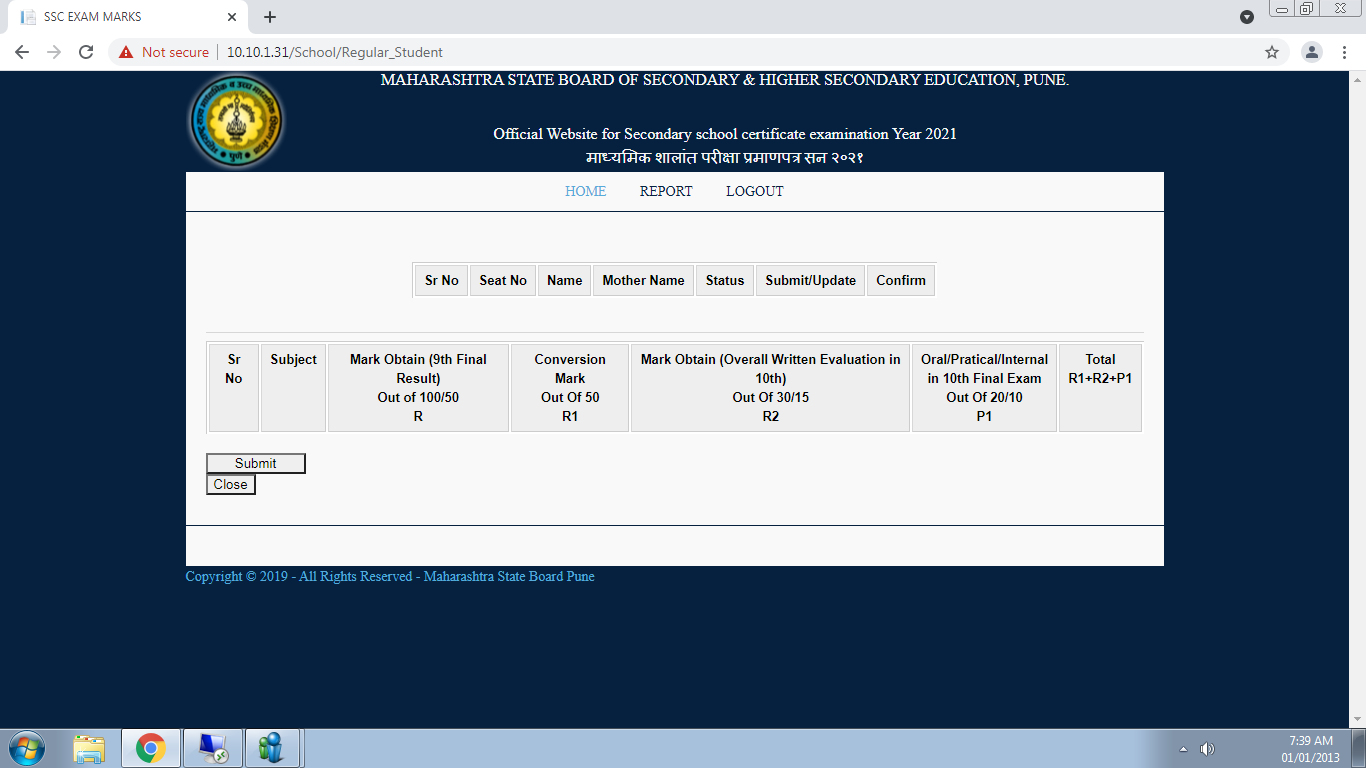 SSC EXAM MARKS
Not secure
10.10.1.31/School/Regular_Student
MAHARASHTRA STATE BOARD OF SECONDARY & HIGHER SECONDARY EDUCATION, PUNE.
Official Website for Secondary school certificate examination Year 2021
माध्यमिक शालांत परीक्षा प्रमाणपत्र सन २०२१
HOME REPORT LOGOUT
Sr No Seat No Name Mother Name Status Submit/Update Confirm
Sr
No
Subject
Mark Obtain (9th Final
Result)
Out of 100/50
R
Conversion
Mark
Out Of 50
R1
Mark Obtain (Overall Written Evaluation in
10th)
Out Of 30/15
R2
Oral/Pratical/Internal
in 10th Final Exam
Out Of 20/10
P1
Total
R1+R2+P1
Submit
Close
Copyright © 2019 - All Rights Reserved - Maharashtra State Board Pune
7:39 AM
01/01/2013